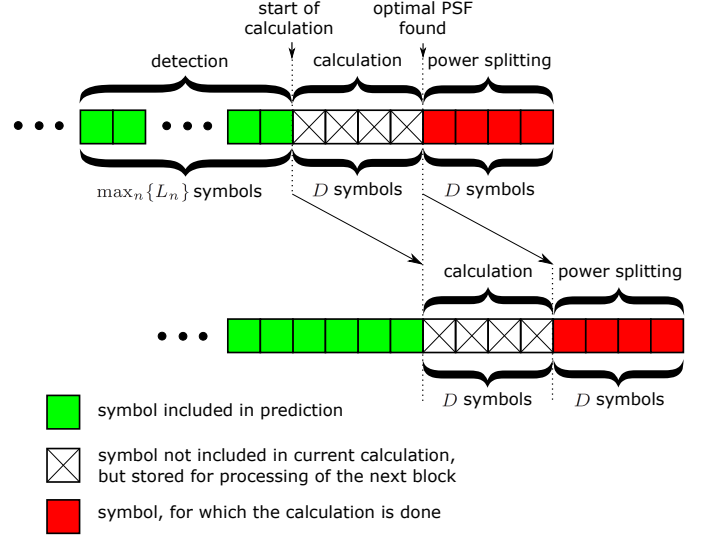 start of
calculation
optimal PSF
found
detection
calculation
power splitting
max_n{L_n} symbols
D symbols
D symbols
calculation
power splitting
D symbols
D symbols
symbol included in prediction
symbol not included in current calculation,
but stored for processing of the next block
symbol, for which the calculation is done